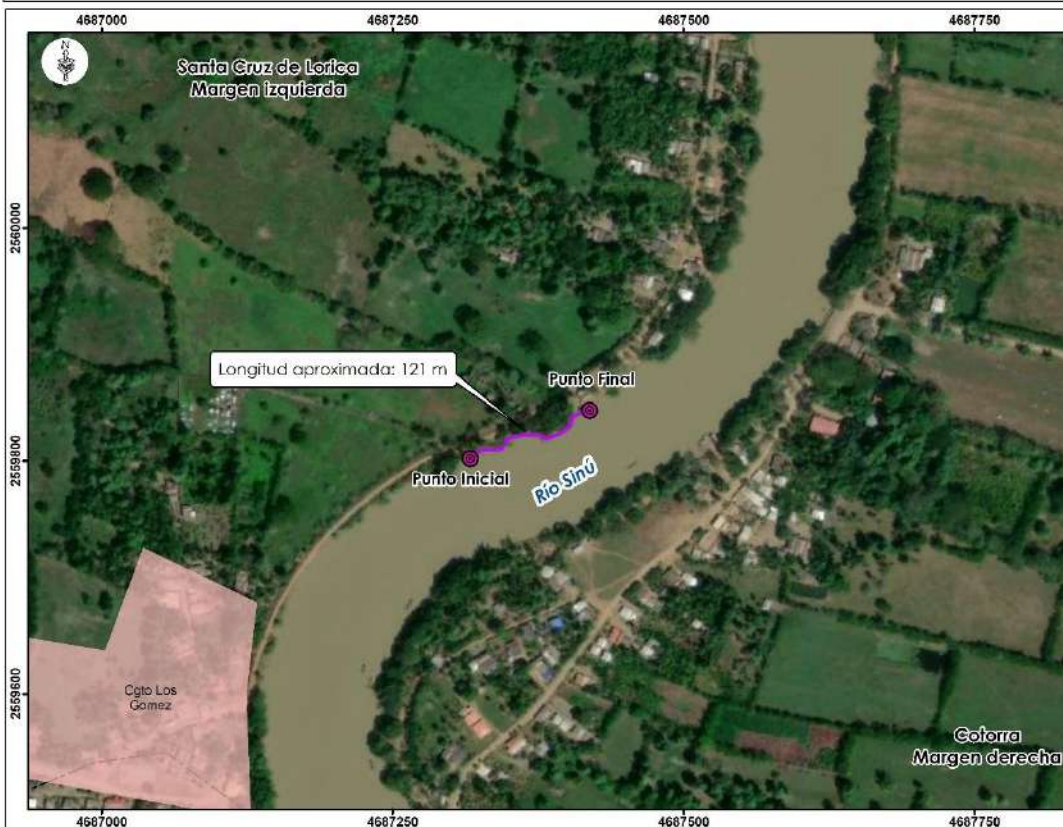 4687000 4687250 4687500 4687750
N
Santa Cruz de Lorica
Margen izquierda
2560000
Longitud aproximada: 121 m
Punto Final
2559800
Punto Inicial
Río Sinú
Cgto Los
Gomez
2559600
Cotorra
Margen derecha
4687000 4687250 4687500 4687750